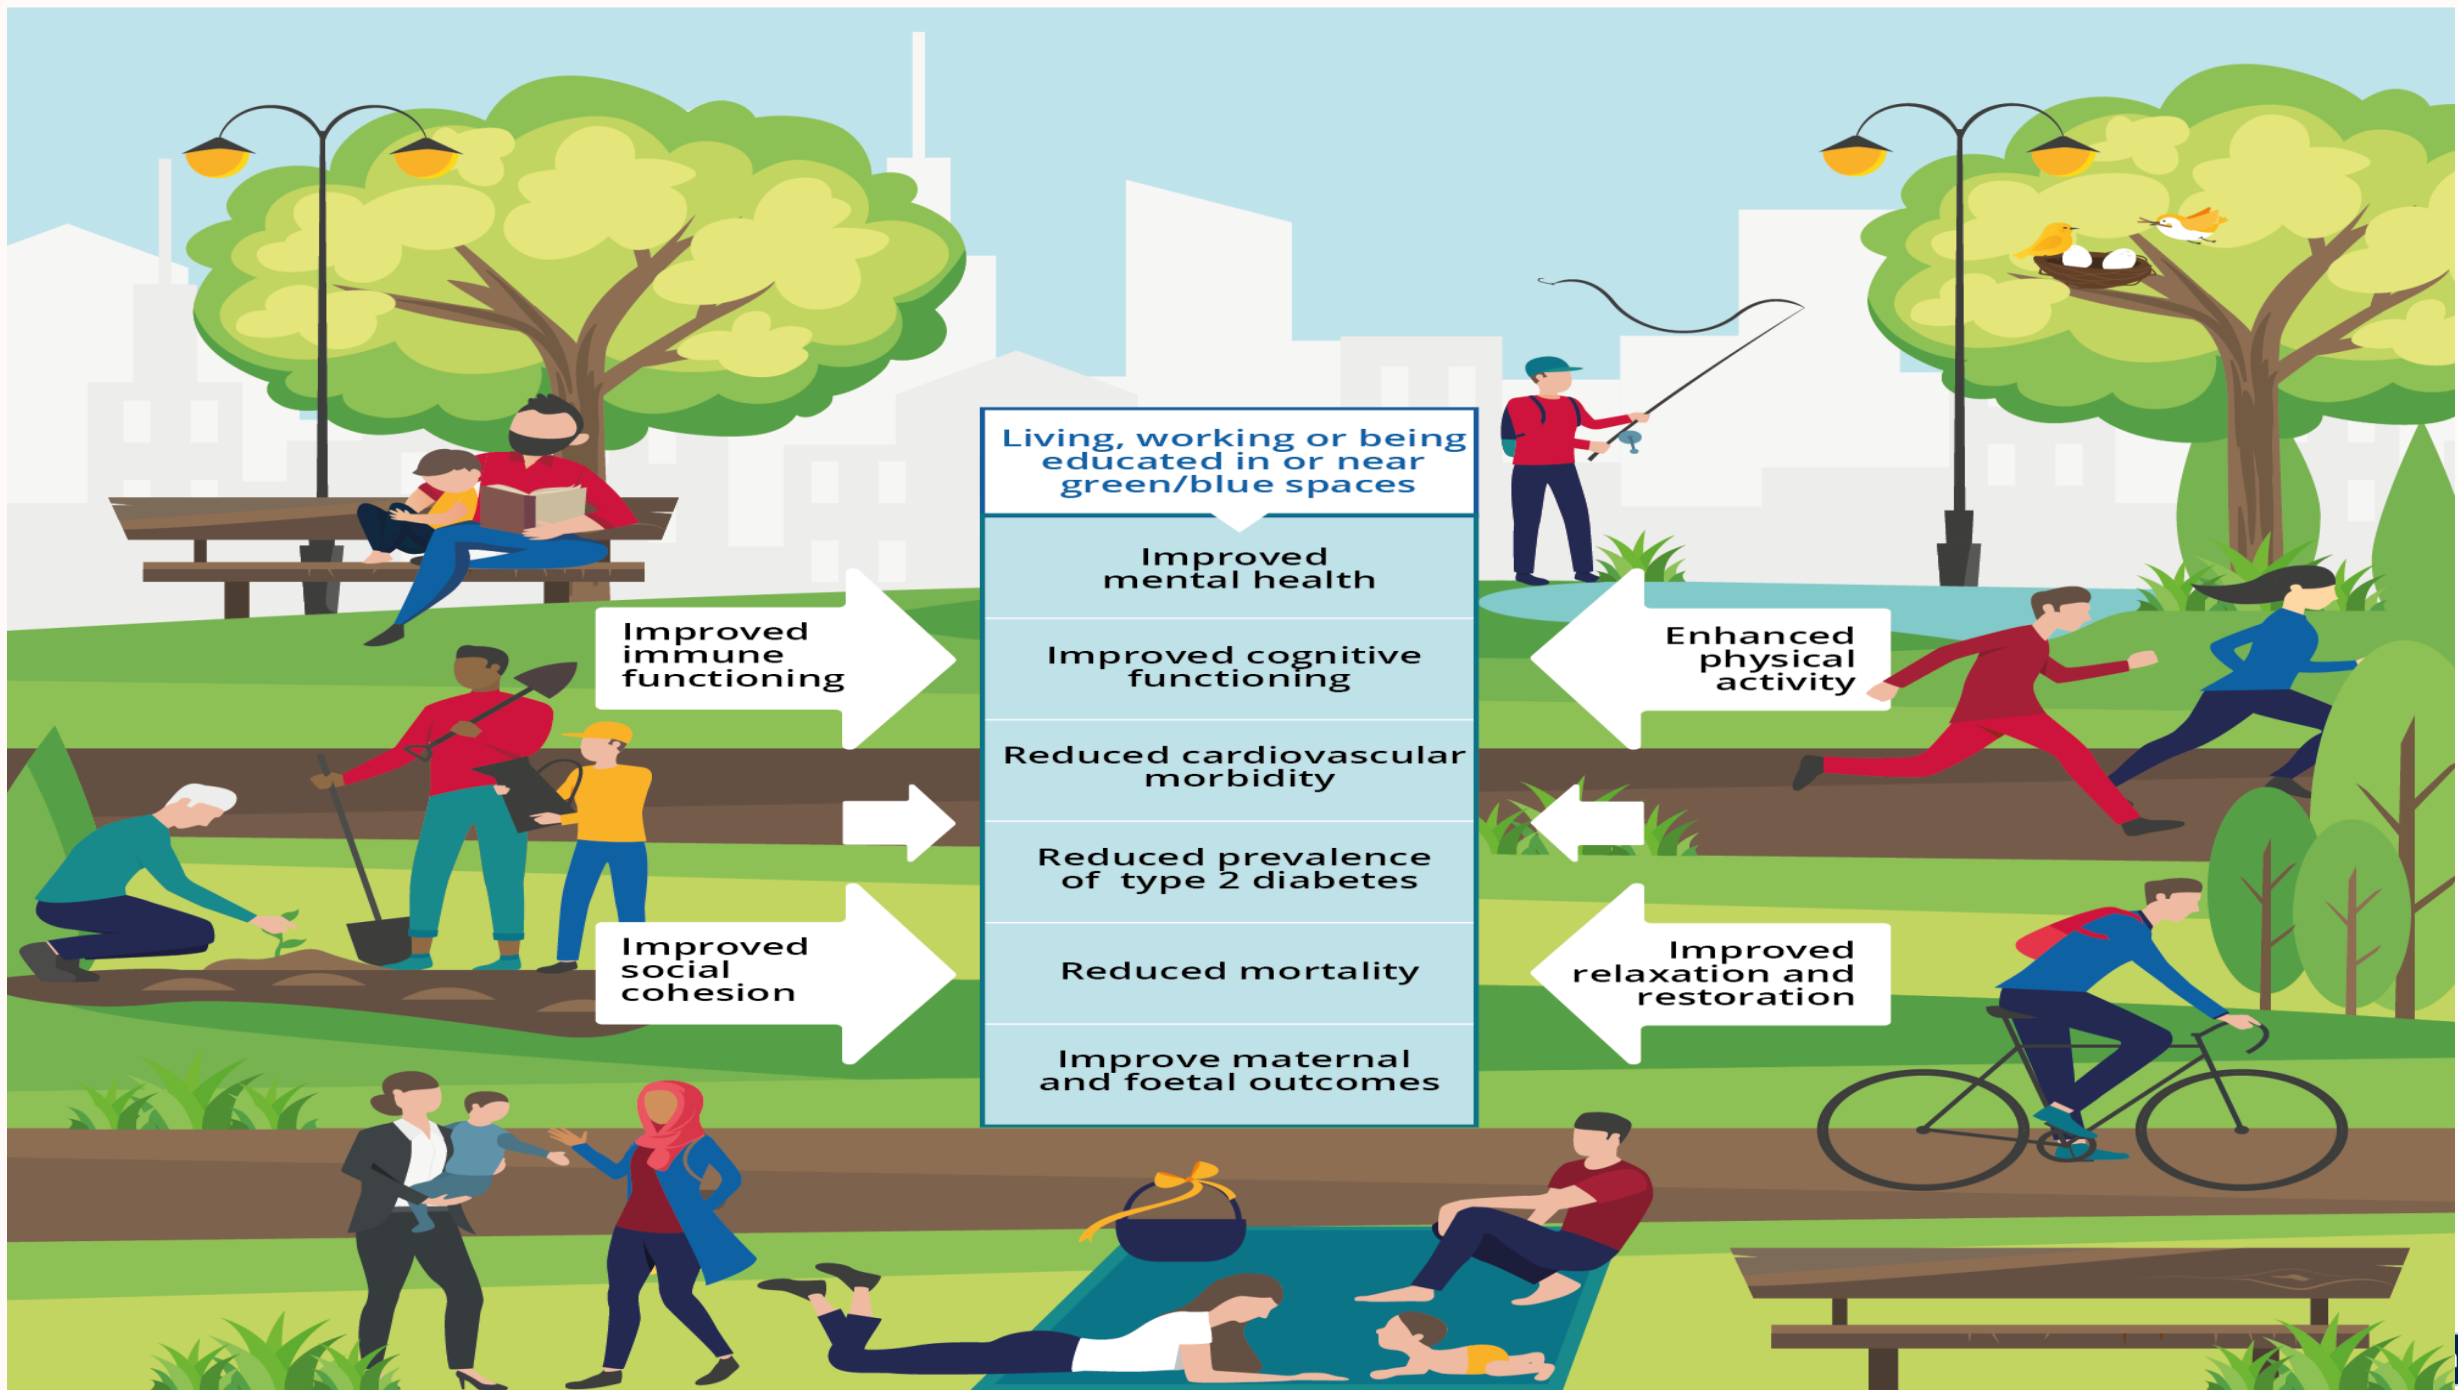 Living, working or being
educated in or near
green/blue spaces
Improved
mental health
Improved cognitive
functioning
Reduced cardiovascular
morbidity
Reduced prevalence
of type 2 diabetes
Reduced mortality
Improve maternal
and foetal outcomes
Improved
immune
functioning
Improved
social
cohesion
Enhanced
physical
activity
Improved
relaxation and
restoration